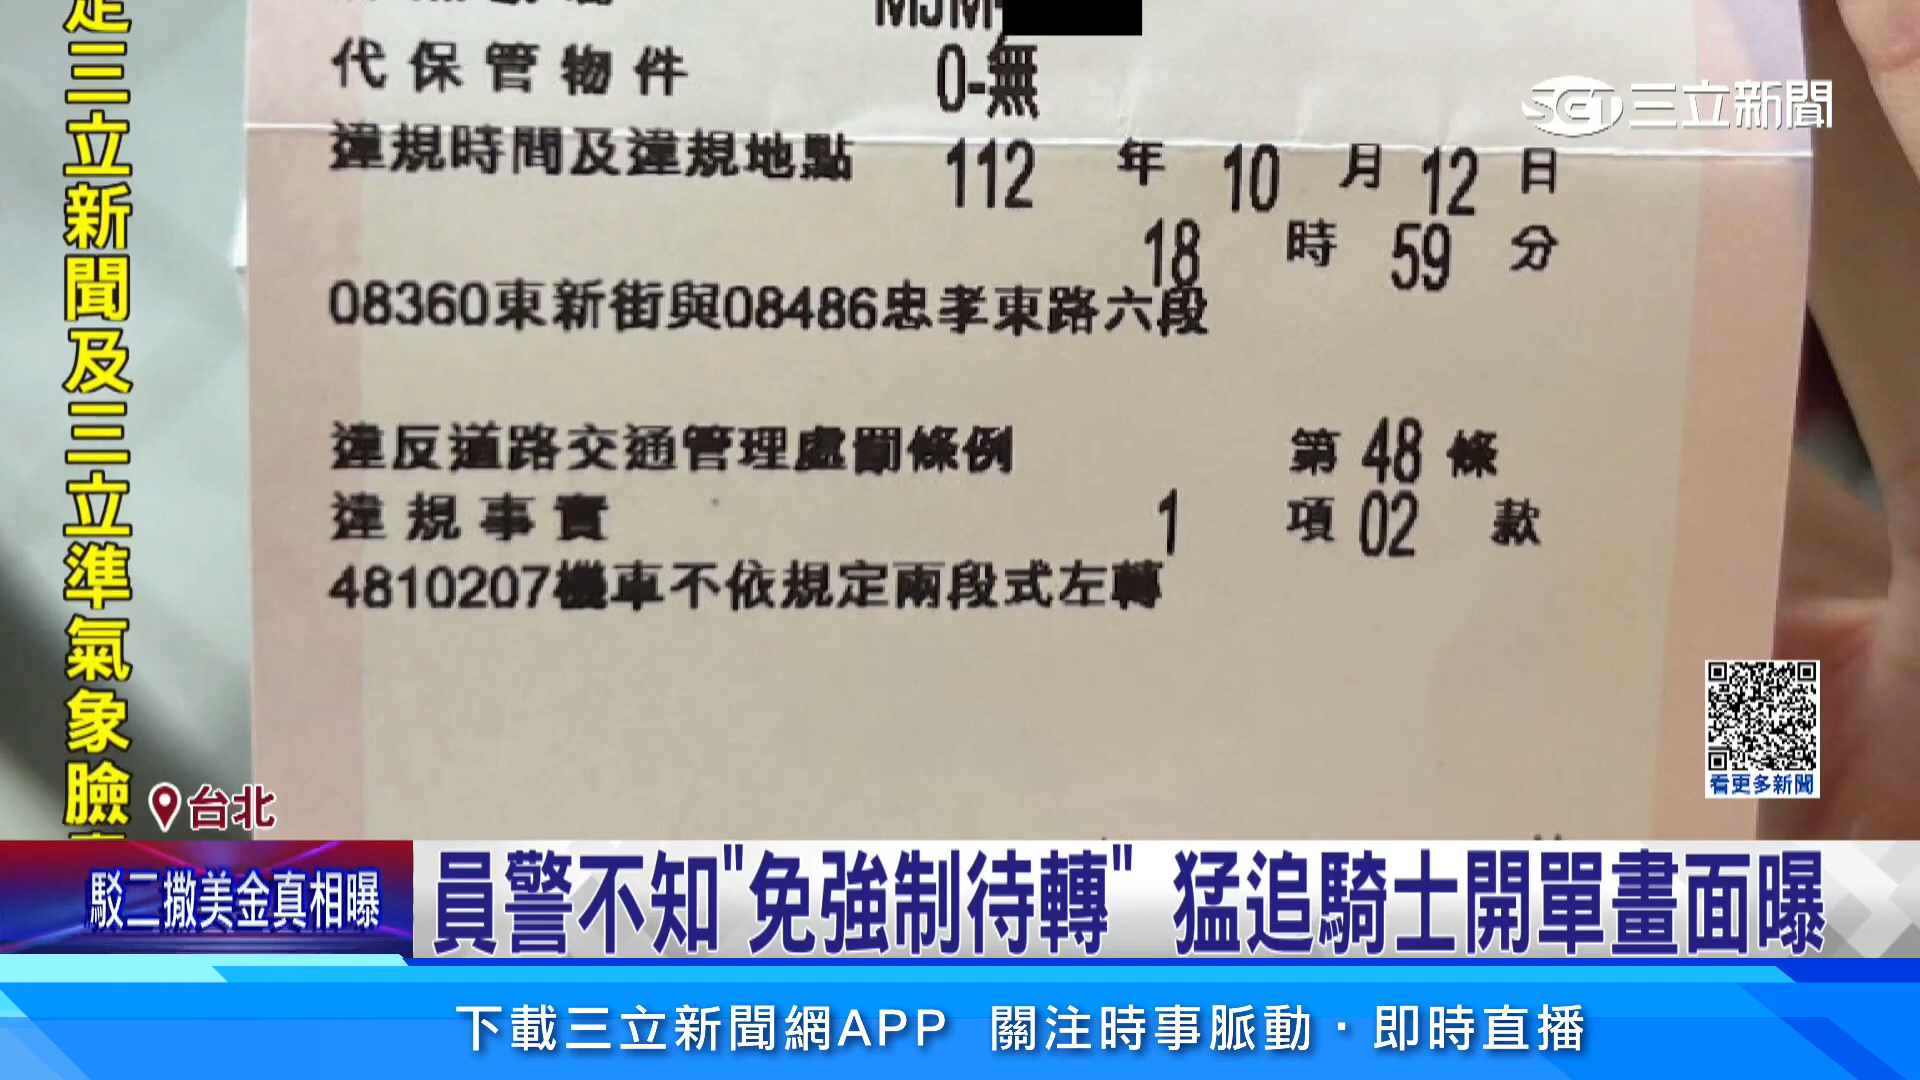 MJM-
代保管物件 0-無
違規時間及違規地點 112 年 10 月 12 日
18 時 59 分
08360東新街與08486忠孝東路六段
違反道路交通管理處罰條例 第 48 條
違規事實 1 項 02 款
4810207機車不依規定兩段式左轉
SET三立新聞
定三立新聞及三立準氣象臉
看更多新聞
台北
駁二撒美金真相曝
員警不知"免強制待轉" 猛追騎士開單畫面曝
下載三立新聞網APP 關注時事脈動·即時直播